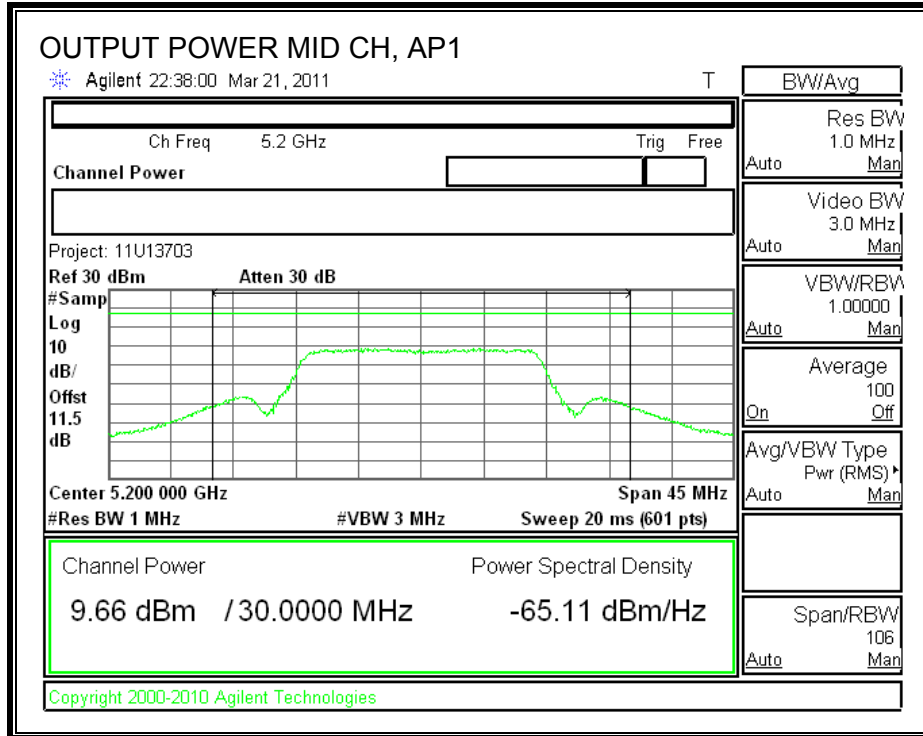 OUTPUT POWER MID CH, AP1
Agilent 22:38:00 Mar 21, 2011 T
Ch Freq 5.2 GHz Trig Free
Channel Power
Project: 11U13703
Ref 30 dBm Atten 30 dB
#Samp
Log
10
dB/
Offst
11.5
dB
Center 5.200 000 GHz Span 45 MHz
#Res BW 1 MHz #VBW 3 MHz Sweep 20 ms (601 pts)
Channel Power Power Spectral Density
9.66 dBm / 30.0000 MHz -65.11 dBm/Hz
Copyright 2000-2010 Agilent Technologies
BW/Avg
Res BW
1.0 MHz
Auto Man
Video BW
3.0 MHz
Auto Man
VBW/RBW
1.00000
Auto Man
Average
100
On Off
Avg/VBW Type
Pwr (RMS)
Auto Man
Span/RBW
106
Auto Man